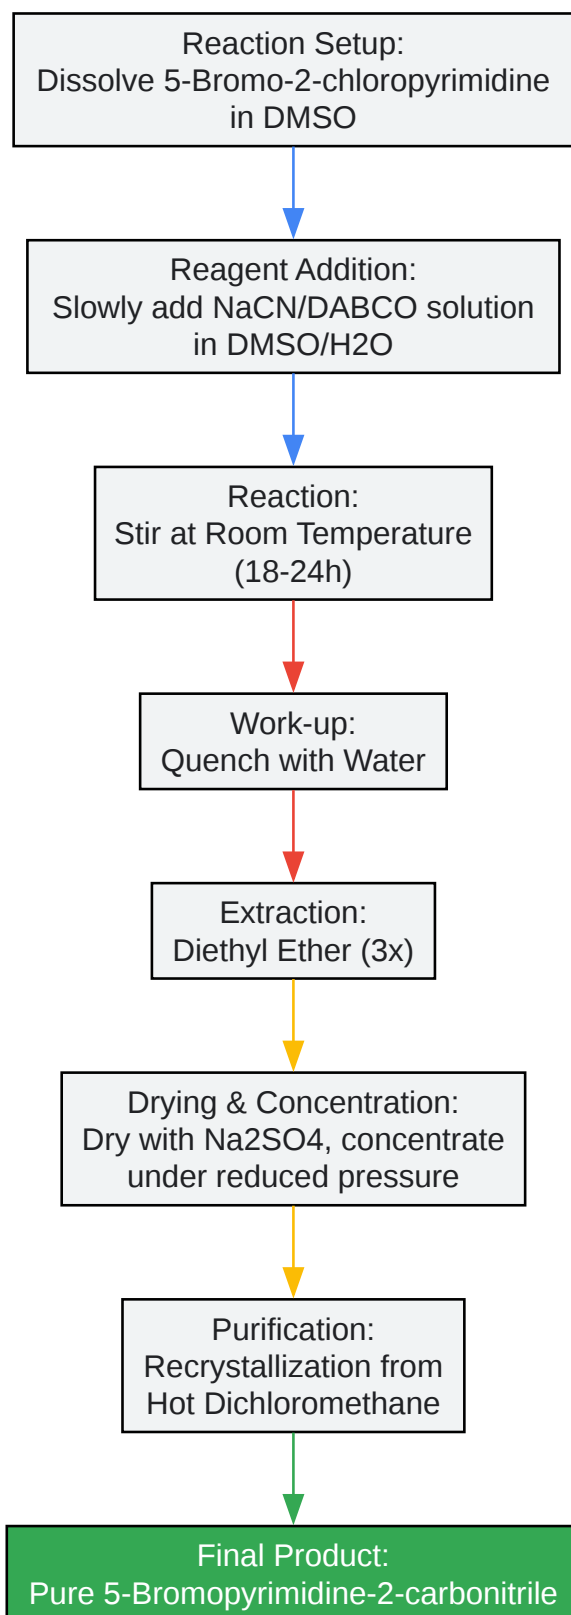 Reaction Setup:
Dissolve 5-Bromo-2-chloropyrimidine
in DMSO
Reagent Addition:
Slowly add NaCN/DABCO solution
in DMSO/H2O
Reaction:
Stir at Room Temperature
(18-24h)
Work-up:
Quench with Water
Extraction:
Diethyl Ether (3x)
Drying & Concentration:
Dry with Na2SO4, concentrate
under reduced pressure
Purification:
Recrystallization from
Hot Dichloromethane
Final Product:
Pure 5-Bromopyrimidine-2-carbonitrile